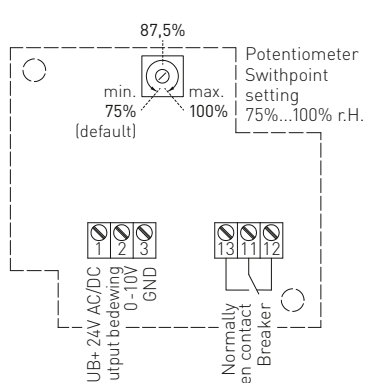 87,5%
min.
75%
(default)
max.
100%
Potentiometer
Swithpoint
setting
75%...100% r.H.
1 2 3
13 11 12
UB+ 24V AC/DC
utput bedewing
0 -10V
GND
Normally
en contact
Breaker